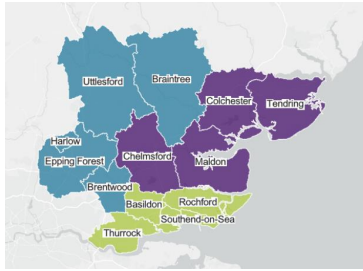 Uttlesford
Braintree
Colchester
Tendring
Harlow
Epping Forest
Chelmsford
Maldon
Brentwood
Basildon
Rochford
Southend-on-Sea
Thurrock